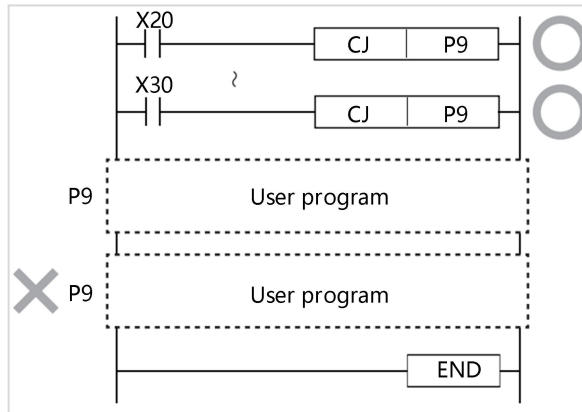 X20
CJ P9
X30
CJ P9
P9 User program
P9 User program
END